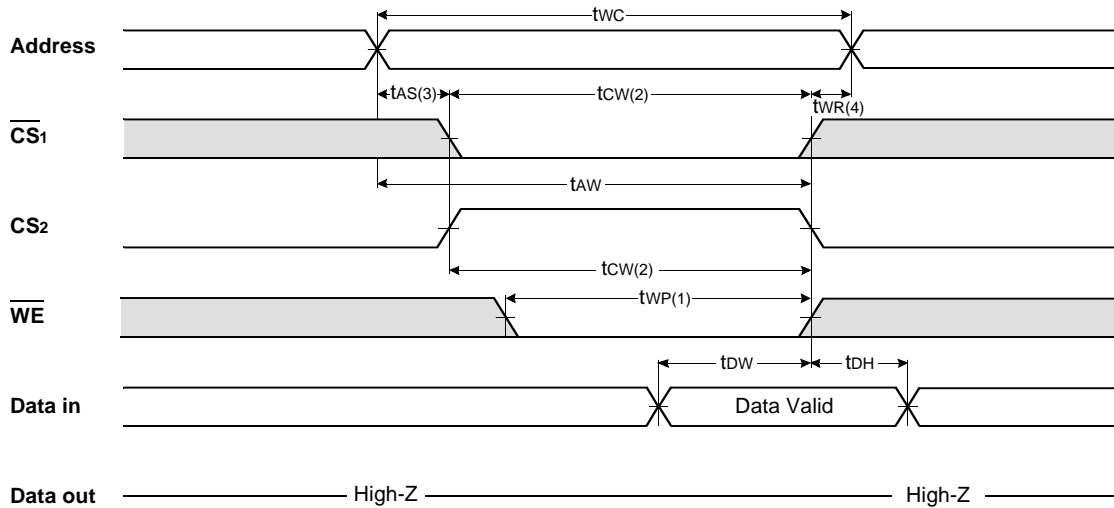 tWC
Address
tAS(3) tCW(2) tWR(4)
CS1
tAW
CS2
tCW(2)
tWP(1)
WE
tDW tDH
Data in Data Valid
Data out High-Z High-Z